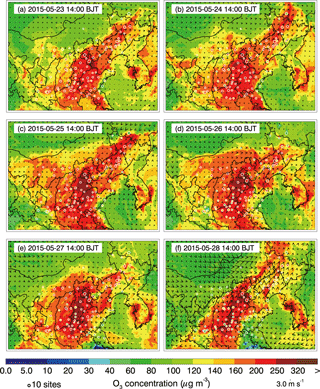 (a) 2015-05-23 14:00 BJT
(b) 2015-05-24 14:00 BJT
(c) 2015-05-25 14:00 BJT
(d) 2015-05-26 14:00 BJT
(e) 2015-05-27 14:00 BJT
(f) 2015-05-28 14:00 BJT
0.0 5.0 10 20 30 40 60 80 100 120 140 160 200 250 320 >
10 sites O3 concentration (μg m-3) 3.0 m s-1